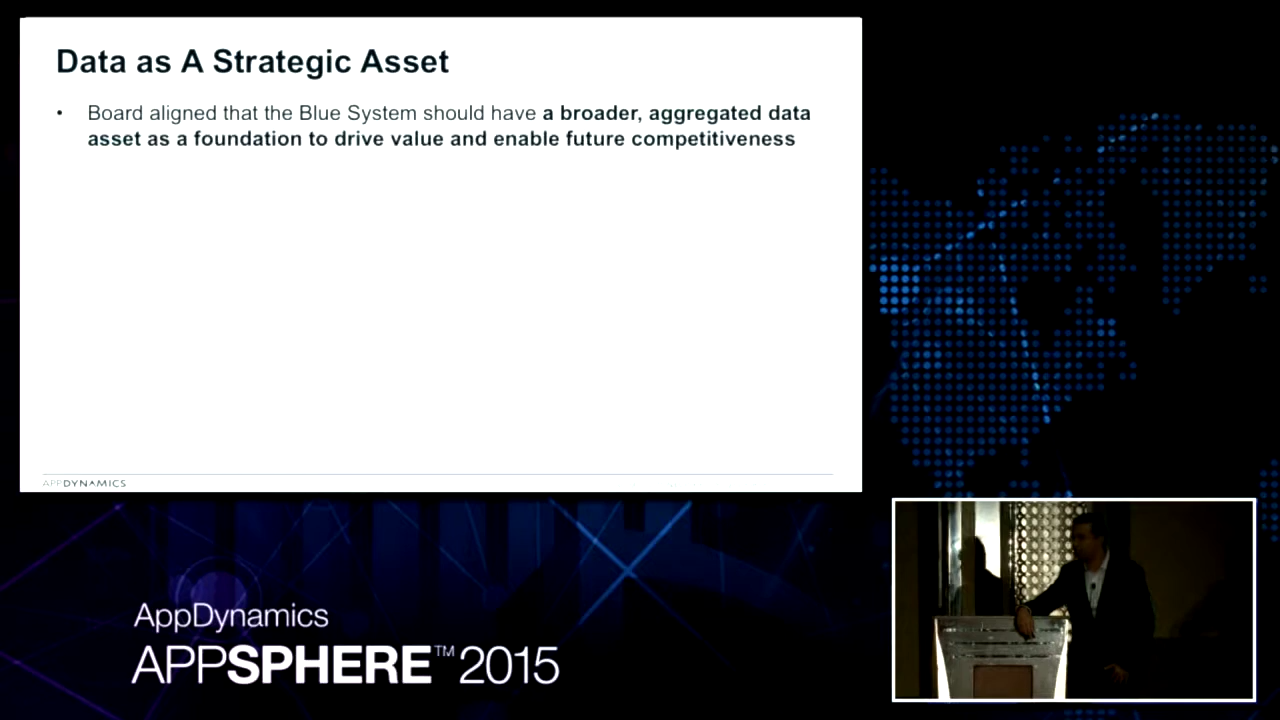 Data as A Strategic Asset
• Board aligned that the Blue System should have a broader, aggregated data
asset as a foundation to drive value and enable future competitiveness
APPDYNAMICS
AppDynamics
APPSPHERE™ 2015